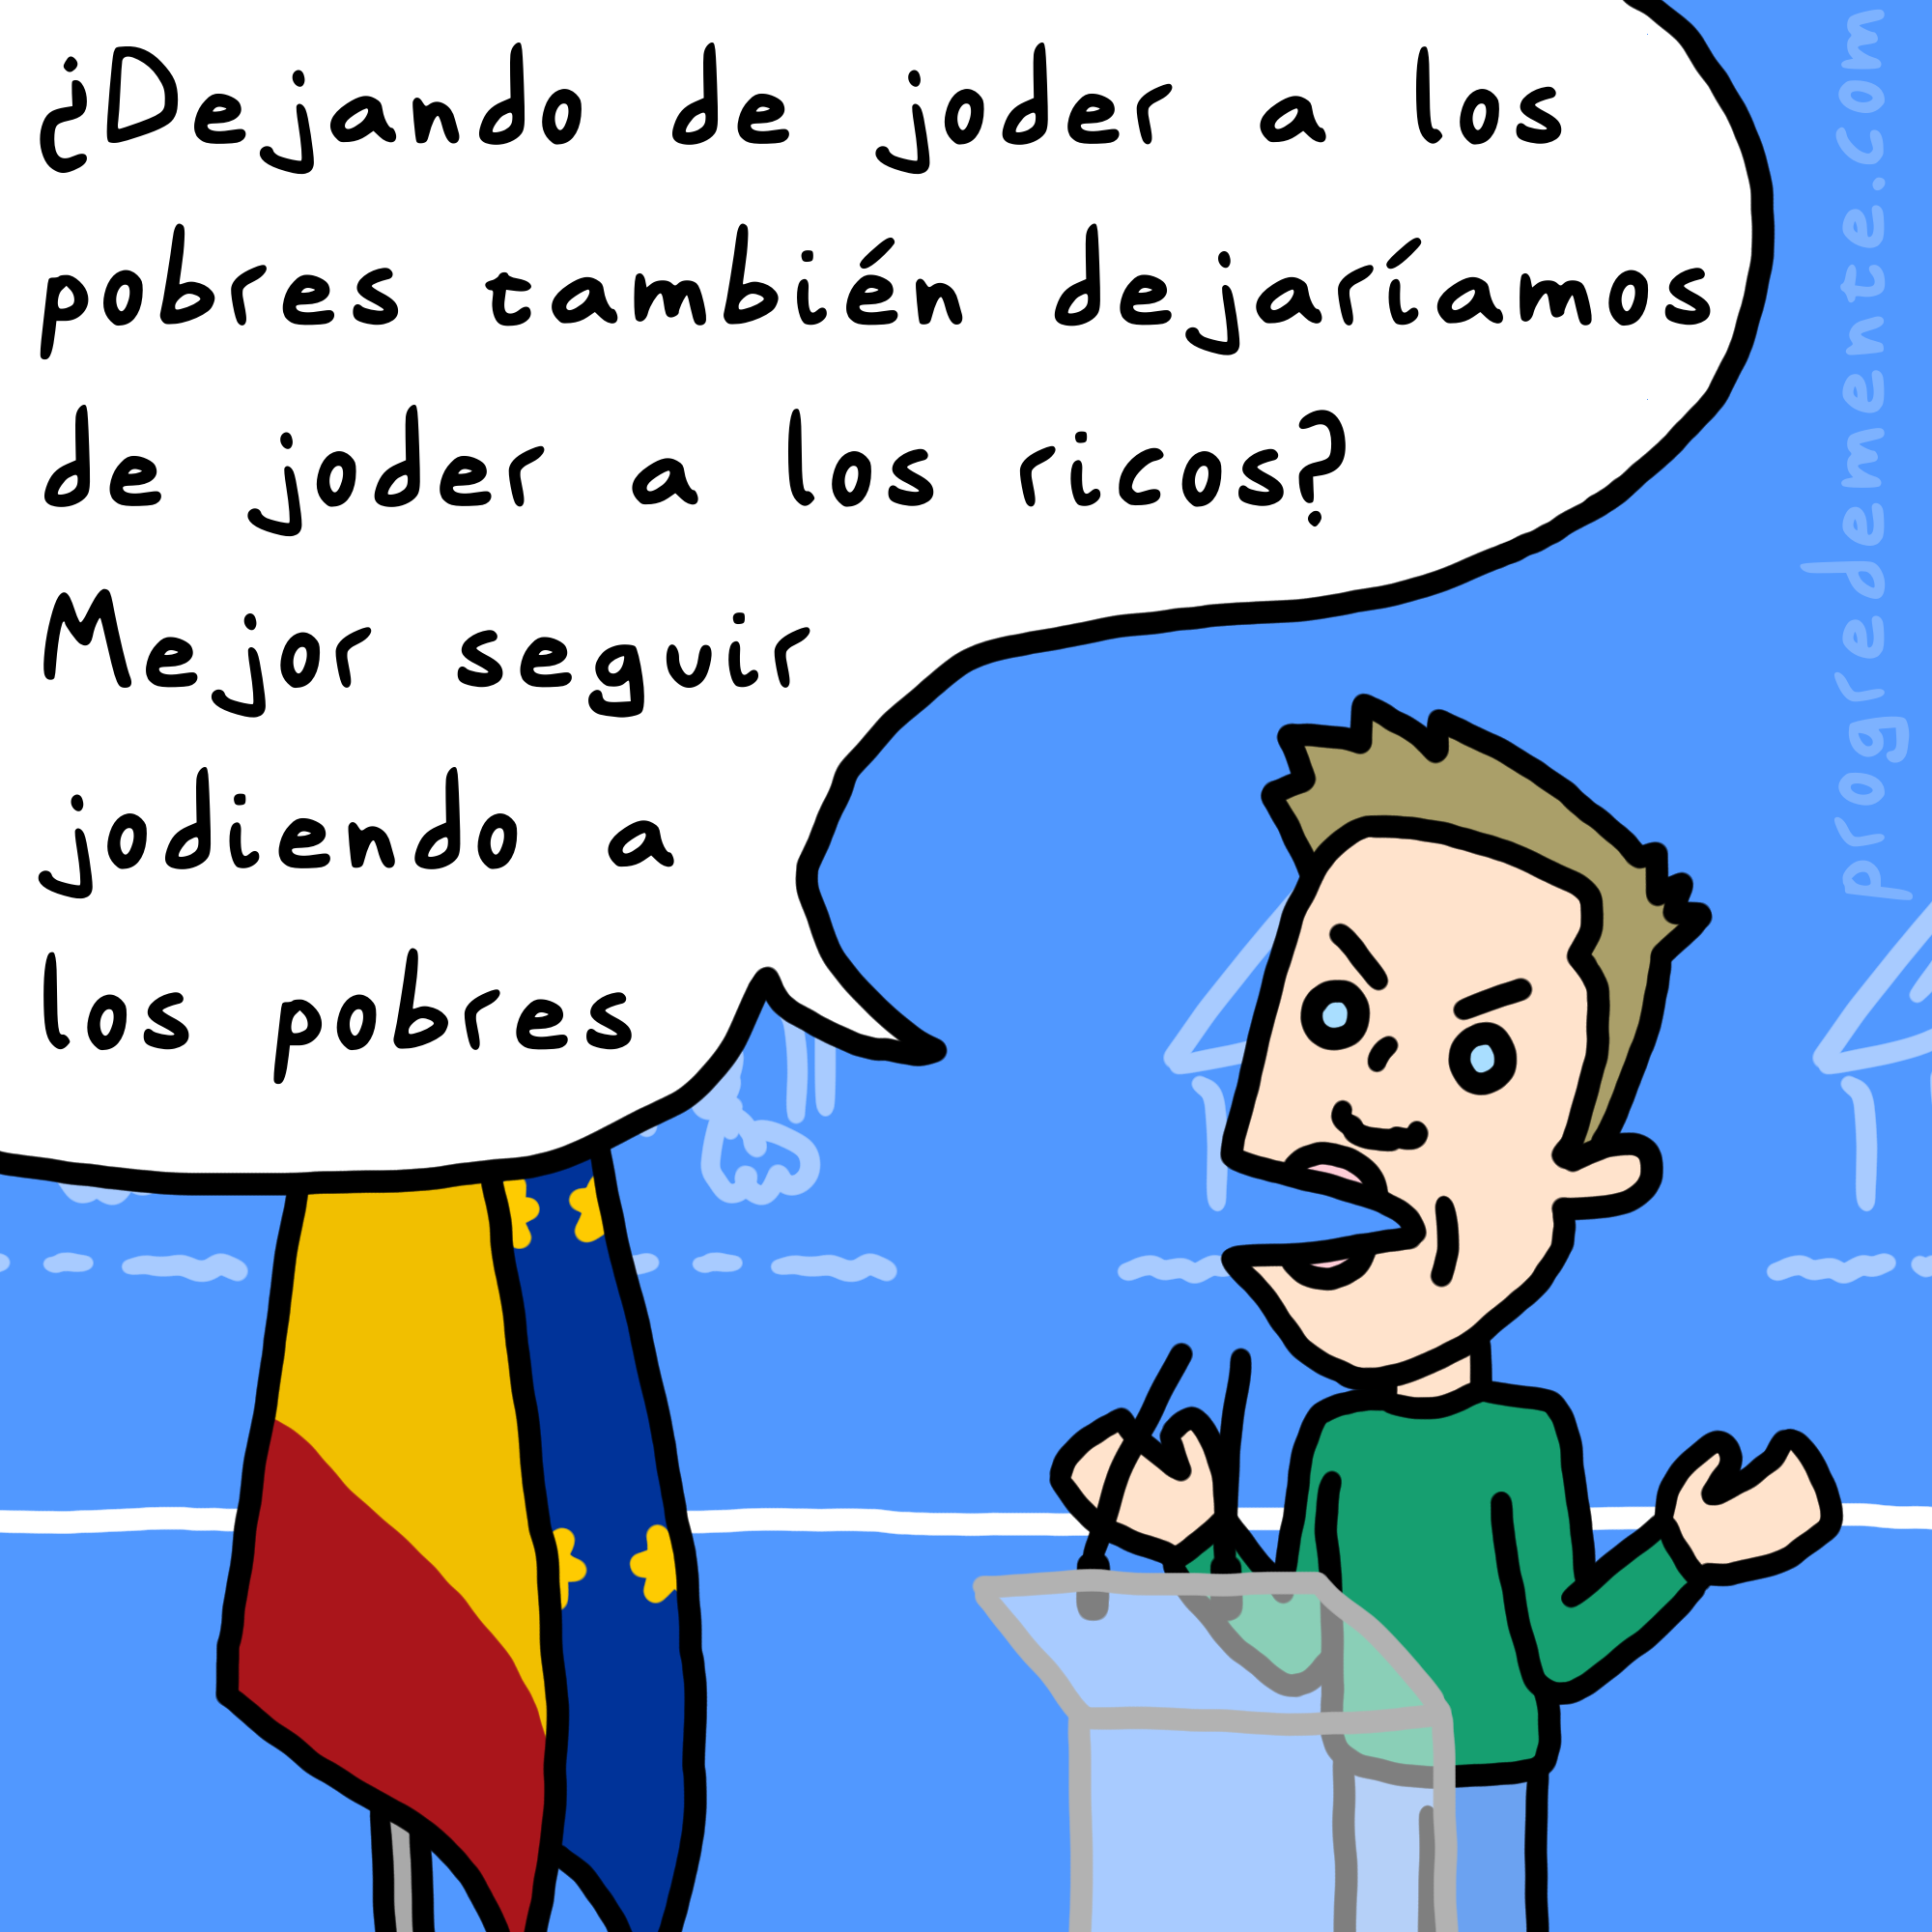 ¿Dejando de joder a los
pobres también dejaríamos
de joder a los ricos?
Mejor seguir
jodiendo a
los pobres
progredemente.com